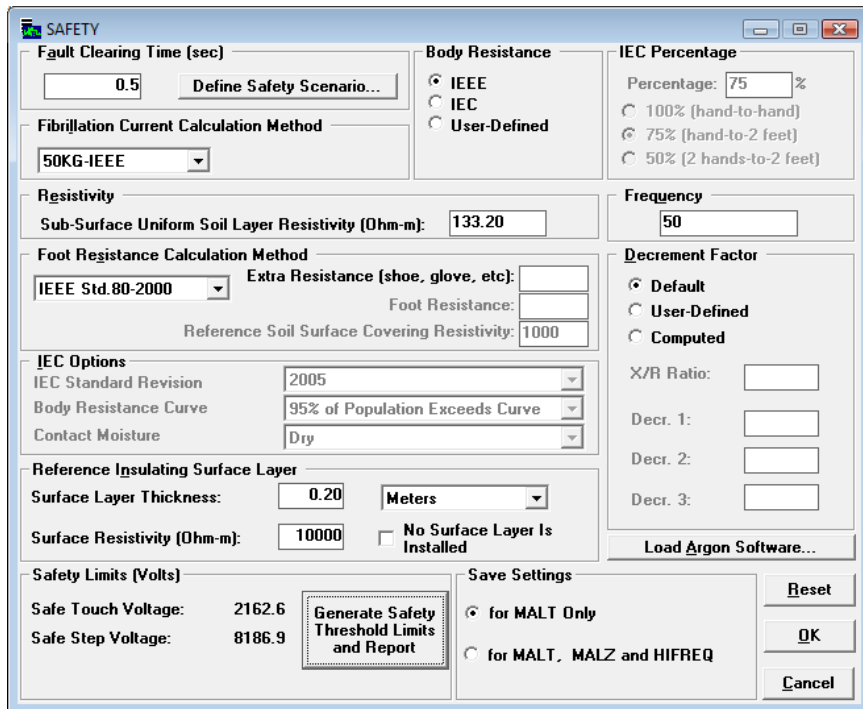 SAFETY
Fault Clearing Time (sec)
0.5
Define Safety Scenario...
Body Resistance
IEEE
IEC
User-Defined
IEC Percentage
Percentage: 75 %
100% (hand-to-hand)
75% (hand-to-2 feet)
50% (2 hands-to-2 feet)
Fibrillation Current Calculation Method
50KG-IEEE
Resistivity
Sub-Surface Uniform Soil Layer Resistivity (Ohm-m): 133.20
Frequency
50
Foot Resistance Calculation Method
IEEE Std.80-2000
Extra Resistance (shoe, glove, etc):
Foot Resistance:
Reference Soil Surface Covering Resistivity: 1000
Decrement Factor
Default
User-Defined
Computed
X/R Ratio:
Decr. 1:
Decr. 2:
Decr. 3:
IEC Options
IEC Standard Revision 2005
Body Resistance Curve 95% of Population Exceeds Curve
Contact Moisture Dry
Reference Insulating Surface Layer
Surface Layer Thickness: 0.20 Meters
Surface Resistivity (Ohm-m): 10000
No Surface Layer Is
Installed
Load Argon Software...
Safety Limits (Volts)
Safe Touch Voltage: 2162.6
Safe Step Voltage: 8186.9
Generate Safety
Threshold Limits
and Report
Save Settings
for MALT Only
for MALT, MALZ and HIFREQ
Reset
OK
Cancel